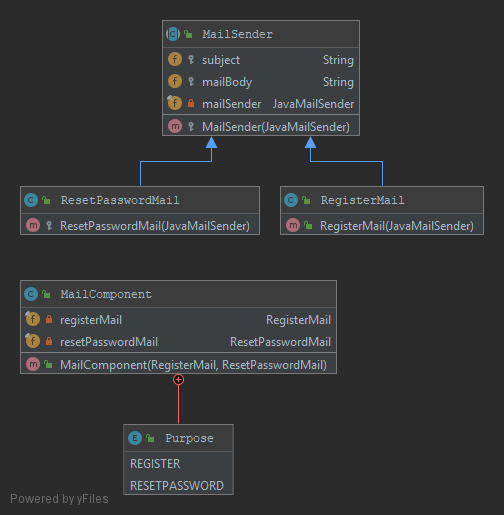 MailSender
subject String
mailBody String
mailSender JavaMailSender
MailSender(JavaMailSender)
ResetPasswordMail
ResetPasswordMail(JavaMailSender)
RegisterMail
RegisterMail(JavaMailSender)
MailComponent
registerMail RegisterMail
resetPasswordMail ResetPasswordMail
MailComponent(RegisterMail, ResetPasswordMail)
Purpose
REGISTER
RESETPASSWORD
Powered by yFiles